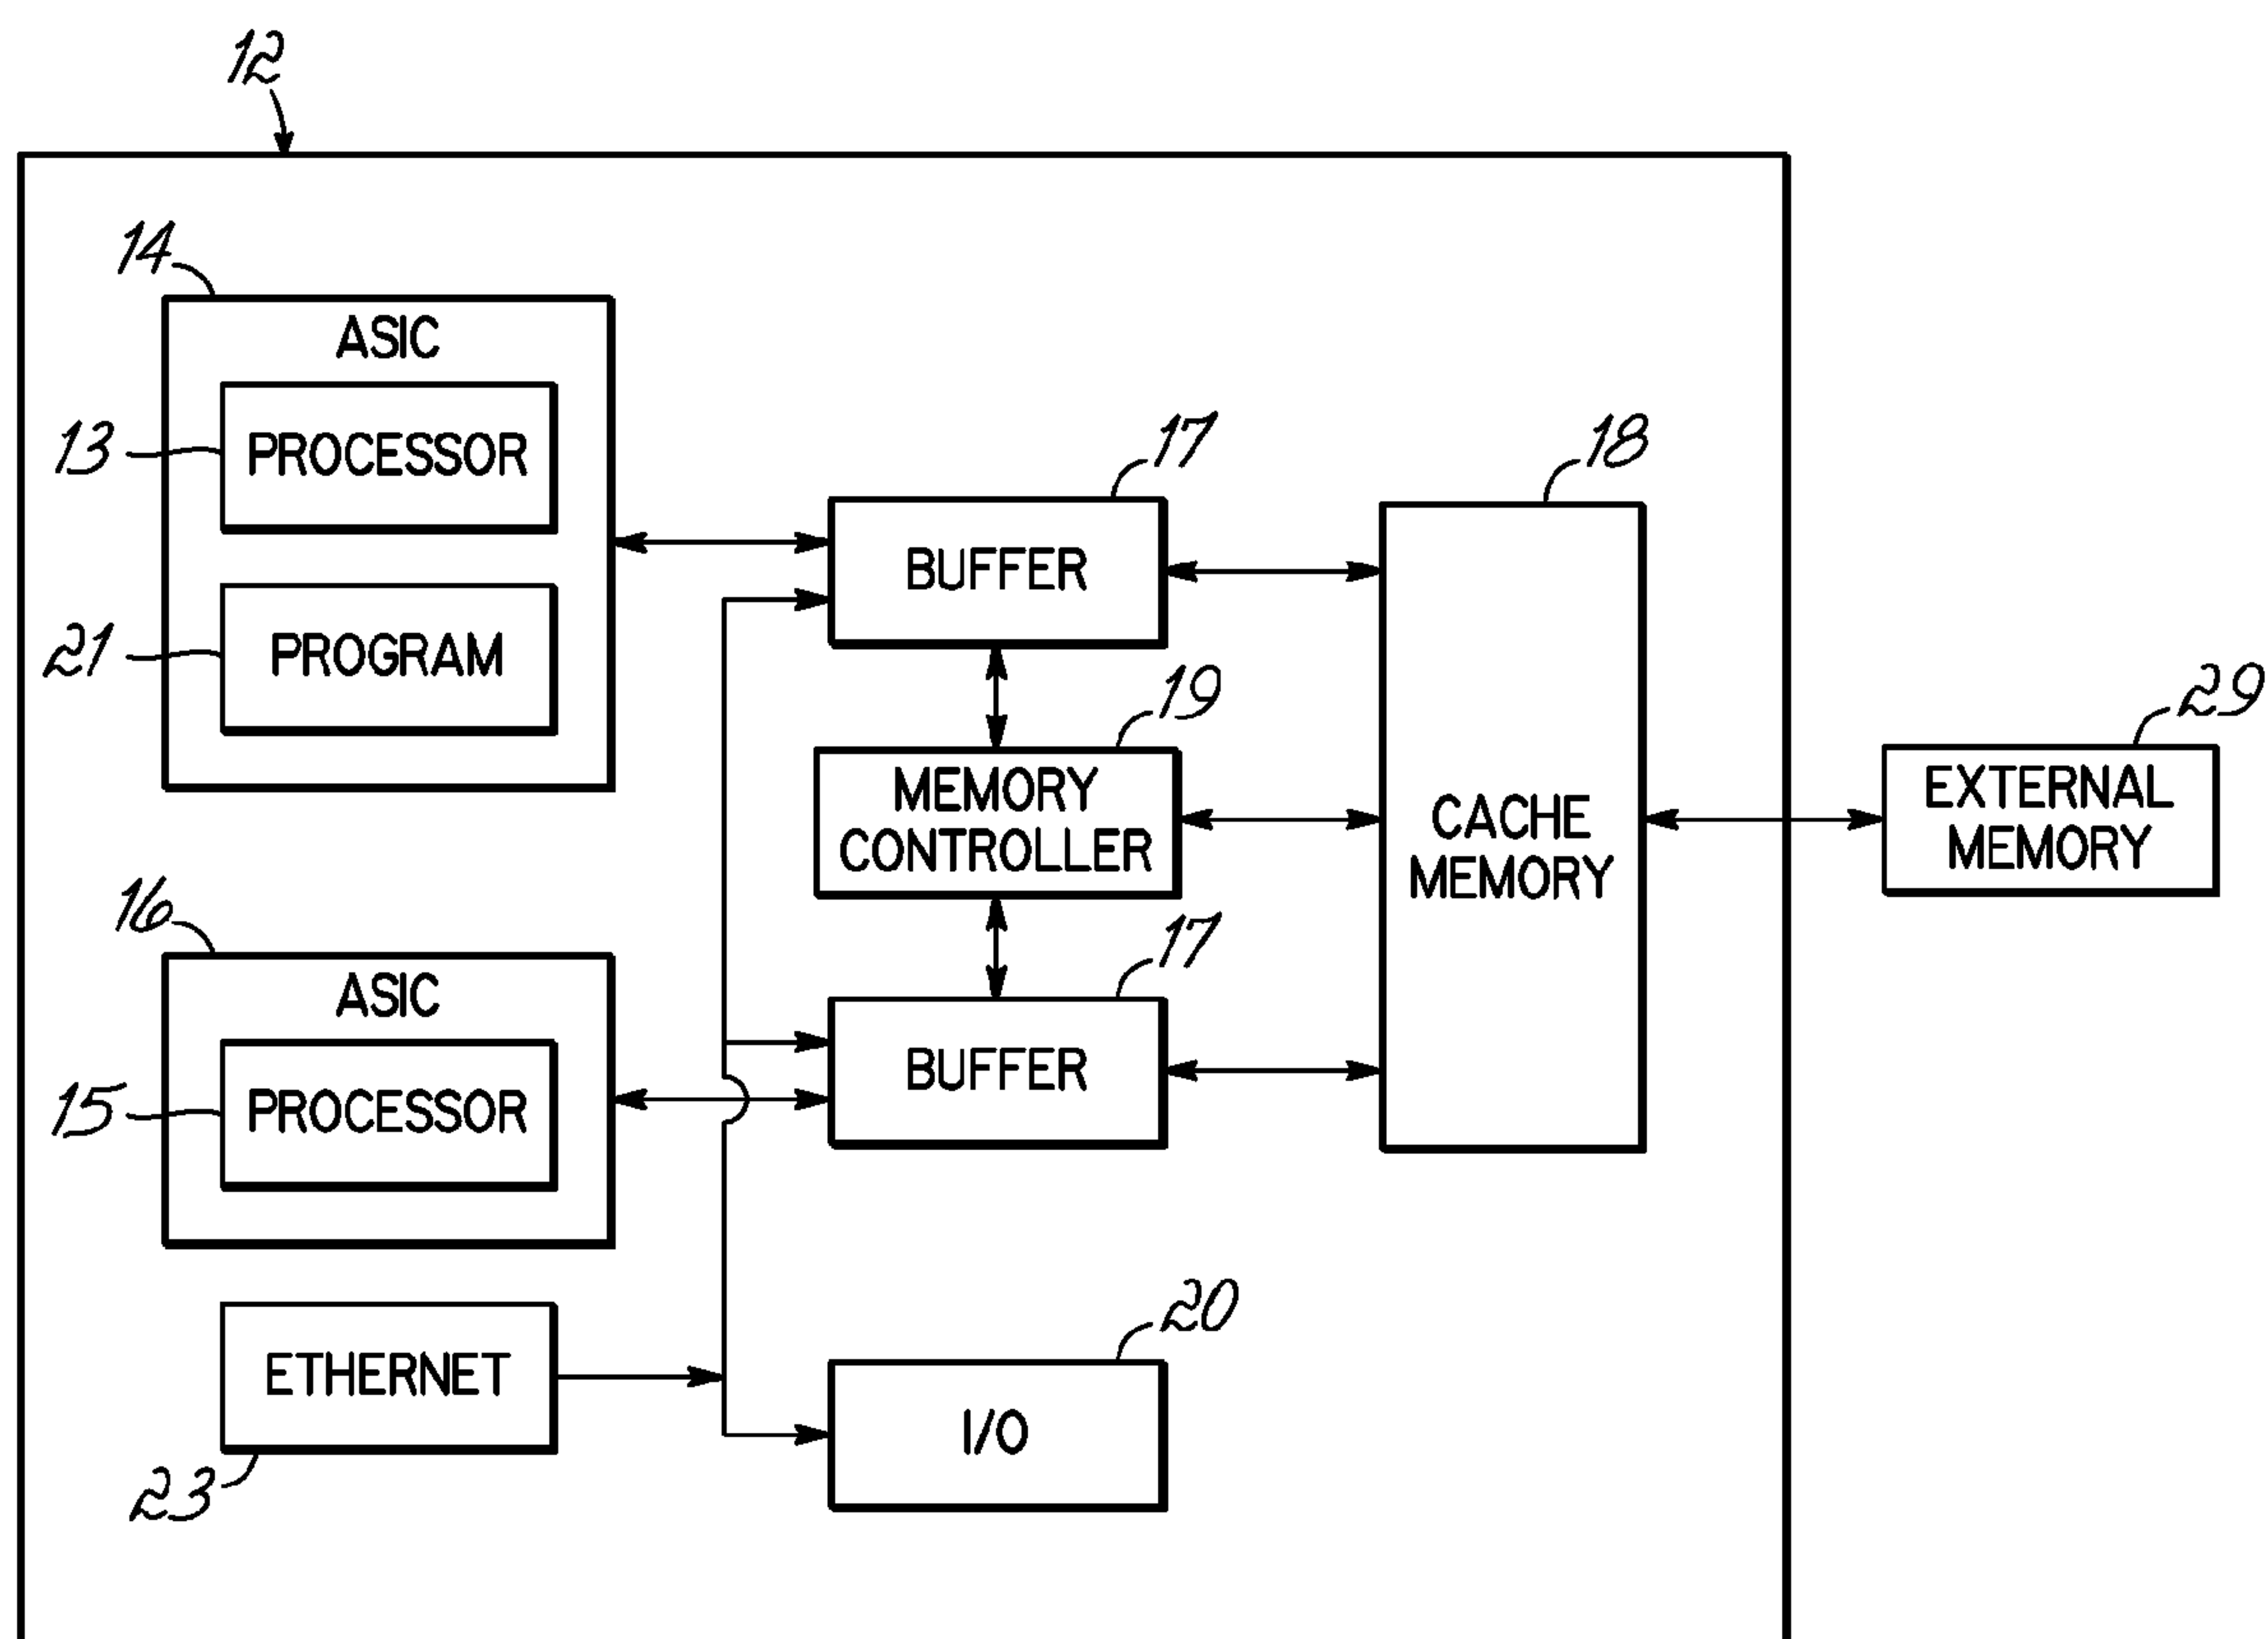 12
14
ASIC
13
PROCESSOR
21
PROGRAM
17
BUFFER
18
CACHE
MEMORY
19
MEMORY
CONTROLLER
29
EXTERNAL
MEMORY
16
ASIC
15
PROCESSOR
17
BUFFER
ETHERNET
23
20
I/O